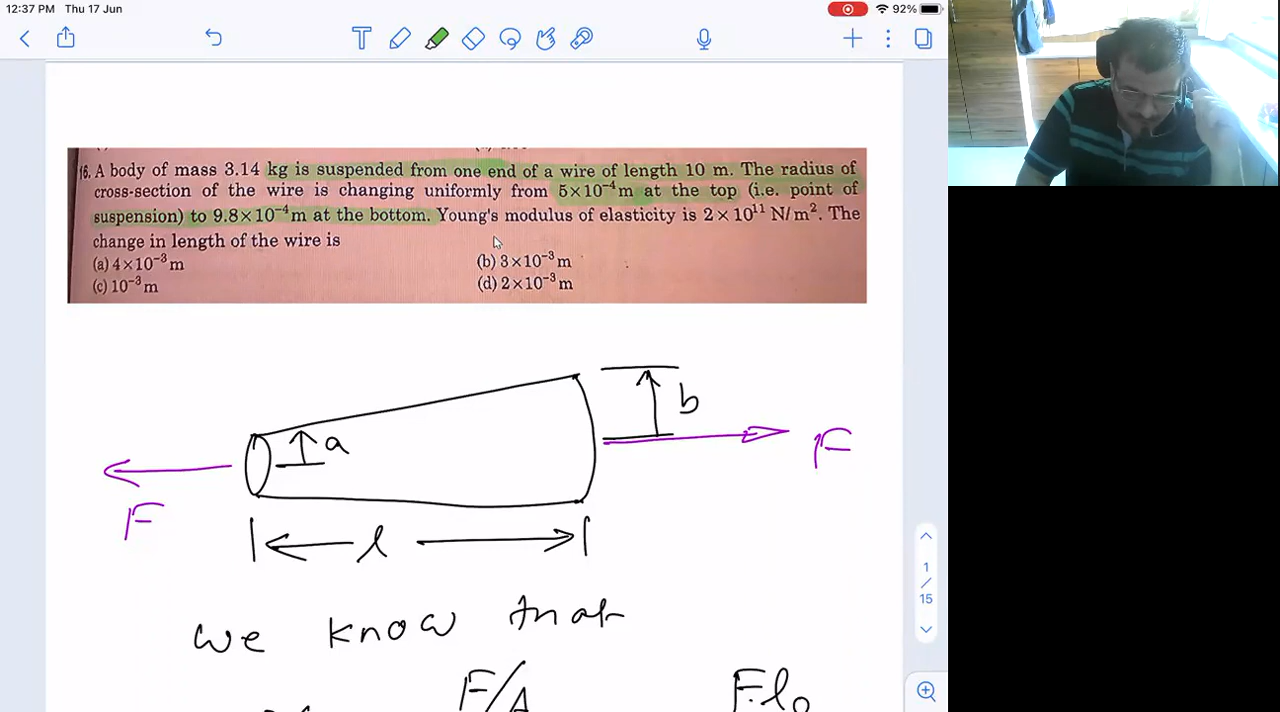 12:37 PM Thu 17 Jun
92%
T
16. A body of mass 3.14 kg is suspended from one end of a wire of length 10 m. The radius of
cross-section of the wire is changing uniformly from 5×10⁻⁴ m at the top (i.e. point of
suspension) to 9.8×10⁻⁴ m at the bottom. Young's modulus of elasticity is 2 × 10¹¹ N/m². The
change in length of the wire is
(a) 4×10⁻³ m (b) 3×10⁻³ m
(c) 10⁻³ m (d) 2×10⁻³ m
a
b
F
F
l
1
/
15
we know that
F/A
Fl₀